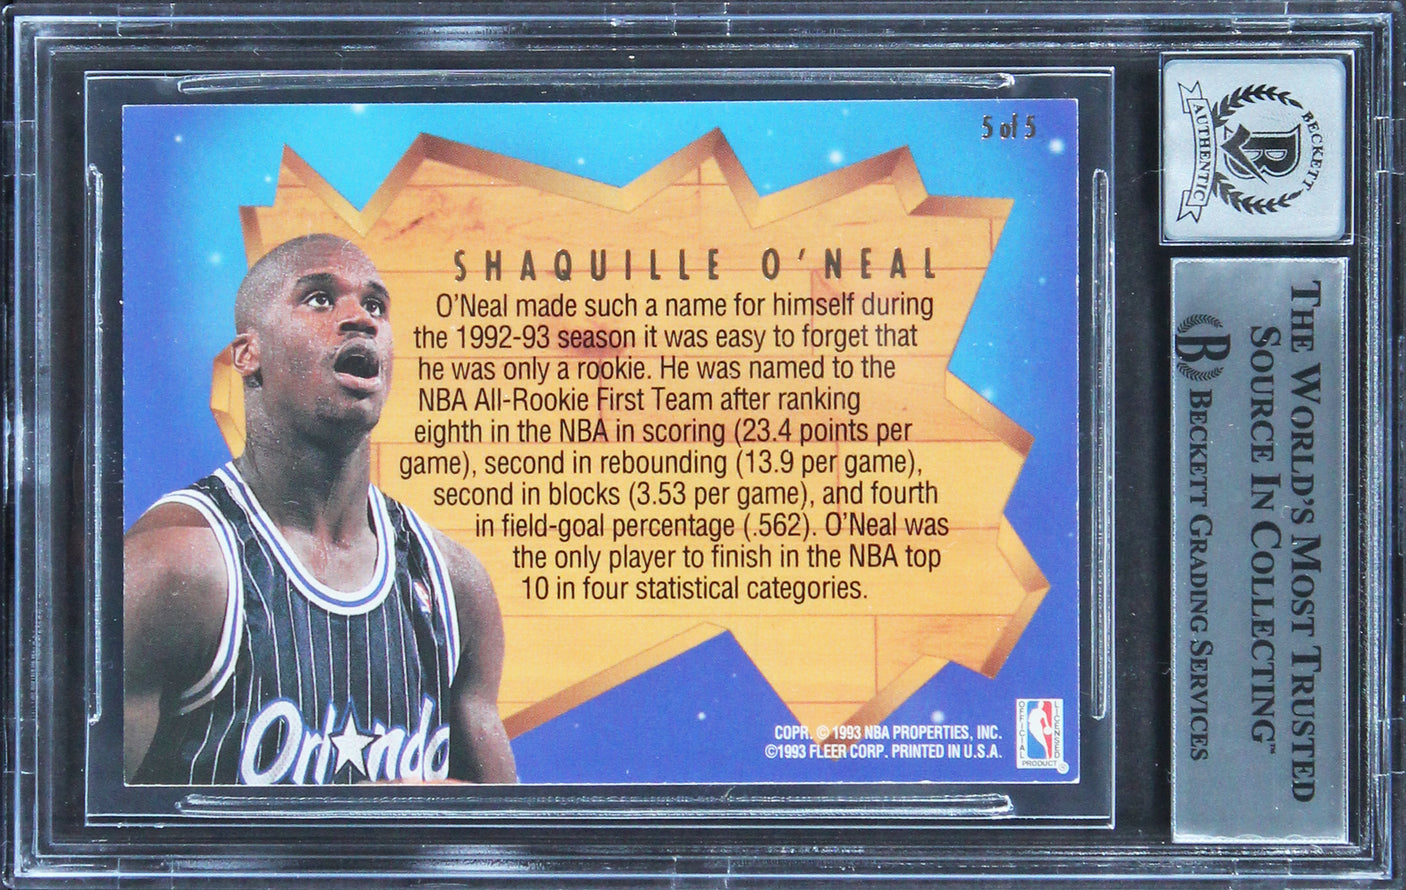 5 of 5
SHAQUILLE O'NEAL
O'Neal made such a name for himself during
the 1992-93 season it was easy to forget that
he was only a rookie. He was named to the
NBA All-Rookie First Team after ranking
eighth in the NBA in scoring (23.4 points per
game), second in rebounding (13.9 per game),
second in blocks (3.53 per game), and fourth
in field-goal percentage (.562). O'Neal was
the only player to finish in the NBA top
10 in four statistical categories.
Orlando
COPR. © 1993 NBA PROPERTIES, INC.
©1993 FLEER CORP. PRINTED IN U.S.A.
OFFICIAL
LICENSED
PRODUCT
BECKETT
AUTHENTIC
THE WORLD'S MOST TRUSTED
SOURCE IN COLLECTING™
BECKETT GRADING SERVICES